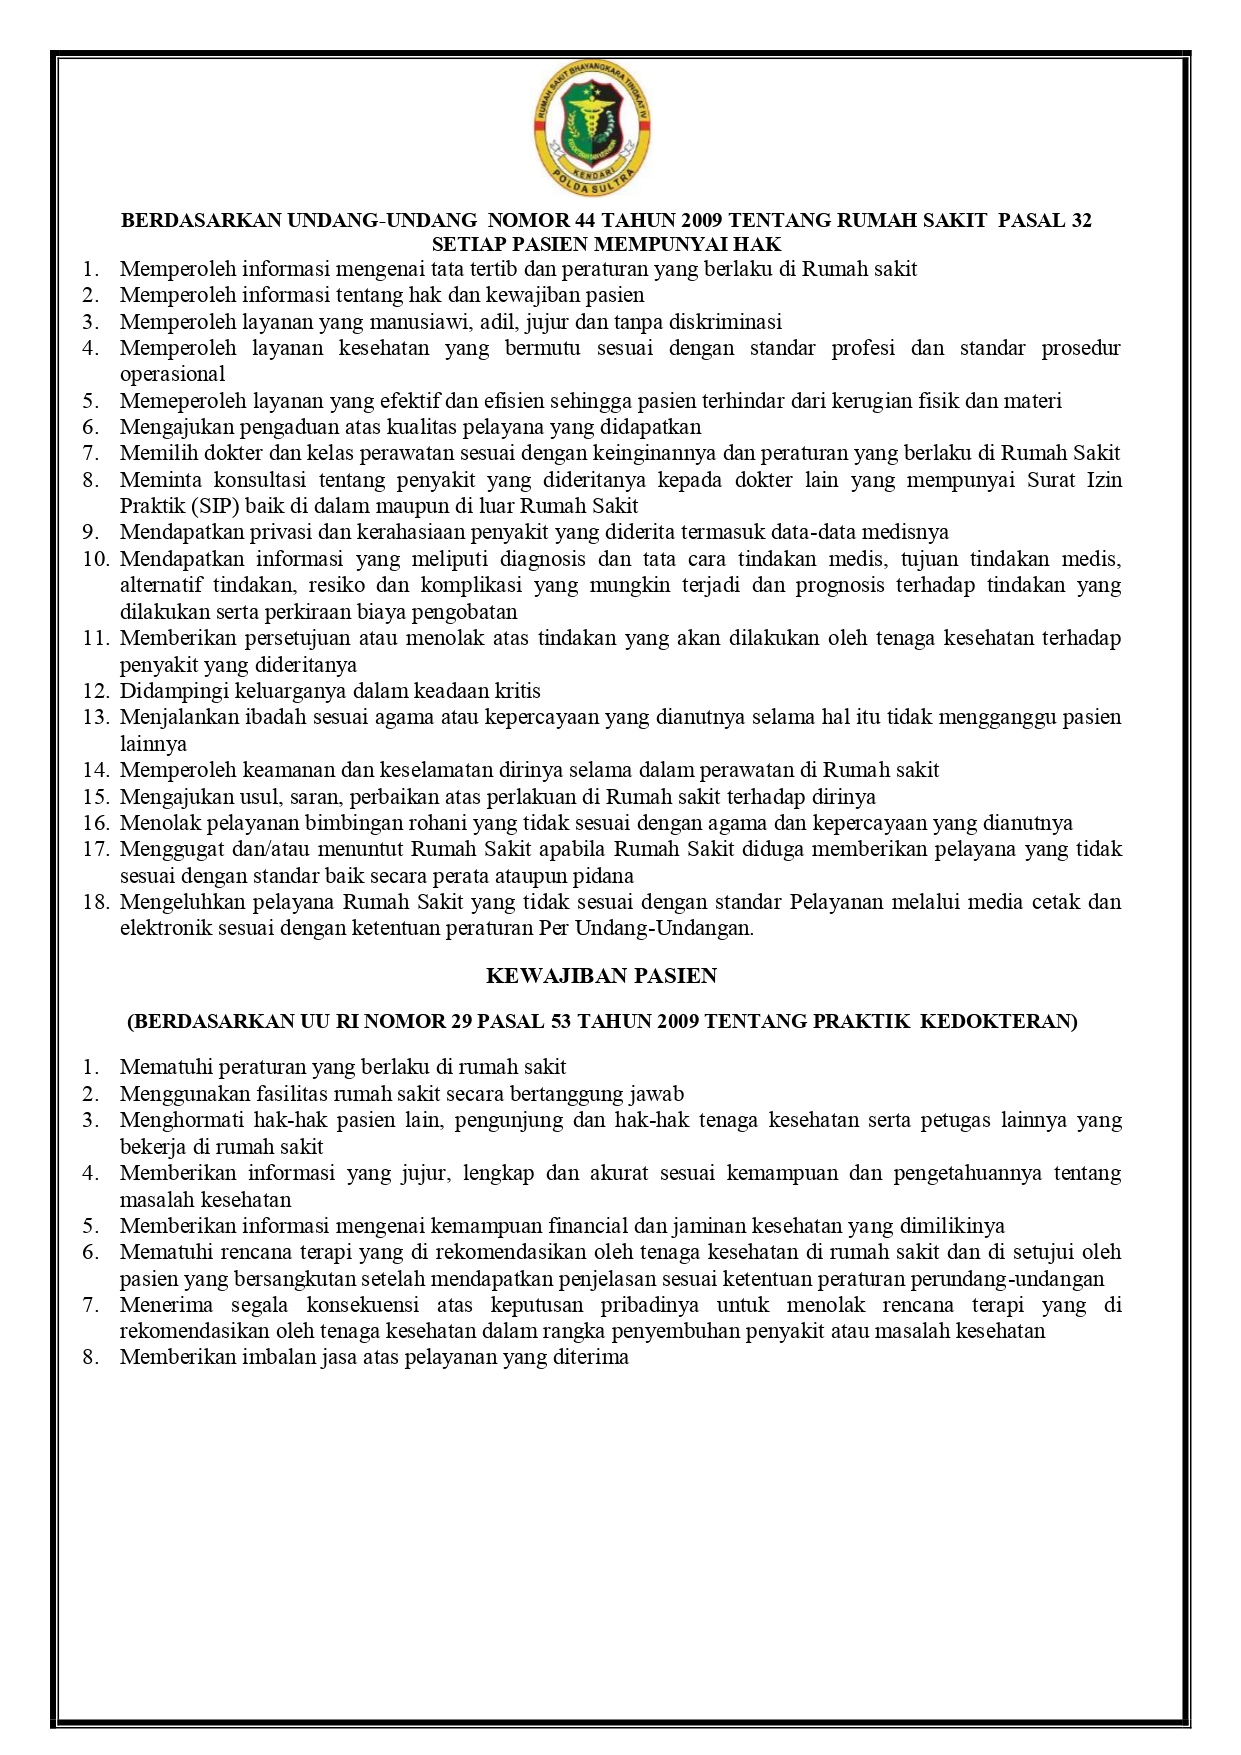 RUMAH SAKIT BHAYANGKARA TINGKAT IV
KENDARI
POLDA SULTRA
BERDASARKAN UNDANG-UNDANG NOMOR 44 TAHUN 2009 TENTANG RUMAH SAKIT PASAL 32
SETIAP PASIEN MEMPUNYAI HAK
1. Memperoleh informasi mengenai tata tertib dan peraturan yang berlaku di Rumah sakit
2. Memperoleh informasi tentang hak dan kewajiban pasien
3. Memperoleh layanan yang manusiawi, adil, jujur dan tanpa diskriminasi
4. Memperoleh layanan kesehatan yang bermutu sesuai dengan standar profesi dan standar prosedur
operasional
5. Memeperoleh layanan yang efektif dan efisien sehingga pasien terhindar dari kerugian fisik dan materi
6. Mengajukan pengaduan atas kualitas pelayana yang didapatkan
7. Memilih dokter dan kelas perawatan sesuai dengan keinginannya dan peraturan yang berlaku di Rumah Sakit
8. Meminta konsultasi tentang penyakit yang dideritanya kepada dokter lain yang mempunyai Surat Izin
Praktik (SIP) baik di dalam maupun di luar Rumah Sakit
9. Mendapatkan privasi dan kerahasiaan penyakit yang diderita termasuk data-data medisnya
10. Mendapatkan informasi yang meliputi diagnosis dan tata cara tindakan medis, tujuan tindakan medis,
alternatif tindakan, resiko dan komplikasi yang mungkin terjadi dan prognosis terhadap tindakan yang
dilakukan serta perkiraan biaya pengobatan
11. Memberikan persetujuan atau menolak atas tindakan yang akan dilakukan oleh tenaga kesehatan terhadap
penyakit yang dideritanya
12. Didampingi keluarganya dalam keadaan kritis
13. Menjalankan ibadah sesuai agama atau kepercayaan yang dianutnya selama hal itu tidak mengganggu pasien
lainnya
14. Memperoleh keamanan dan keselamatan dirinya selama dalam perawatan di Rumah sakit
15. Mengajukan usul, saran, perbaikan atas perlakuan di Rumah sakit terhadap dirinya
16. Menolak pelayanan bimbingan rohani yang tidak sesuai dengan agama dan kepercayaan yang dianutnya
17. Menggugat dan/atau menuntut Rumah Sakit apabila Rumah Sakit diduga memberikan pelayana yang tidak
sesuai dengan standar baik secara perata ataupun pidana
18. Mengeluhkan pelayana Rumah Sakit yang tidak sesuai dengan standar Pelayanan melalui media cetak dan
elektronik sesuai dengan ketentuan peraturan Per Undang-Undangan.
KEWAJIBAN PASIEN
(BERDASARKAN UU RI NOMOR 29 PASAL 53 TAHUN 2009 TENTANG PRAKTIK KEDOKTERAN)
1. Mematuhi peraturan yang berlaku di rumah sakit
2. Menggunakan fasilitas rumah sakit secara bertanggung jawab
3. Menghormati hak-hak pasien lain, pengunjung dan hak-hak tenaga kesehatan serta petugas lainnya yang
bekerja di rumah sakit
4. Memberikan informasi yang jujur, lengkap dan akurat sesuai kemampuan dan pengetahuannya tentang
masalah kesehatan
5. Memberikan informasi mengenai kemampuan financial dan jaminan kesehatan yang dimilikinya
6. Mematuhi rencana terapi yang di rekomendasikan oleh tenaga kesehatan di rumah sakit dan di setujui oleh
pasien yang bersangkutan setelah mendapatkan penjelasan sesuai ketentuan peraturan perundang-undangan
7. Menerima segala konsekuensi atas keputusan pribadinya untuk menolak rencana terapi yang di
rekomendasikan oleh tenaga kesehatan dalam rangka penyembuhan penyakit atau masalah kesehatan
8. Memberikan imbalan jasa atas pelayanan yang diterima